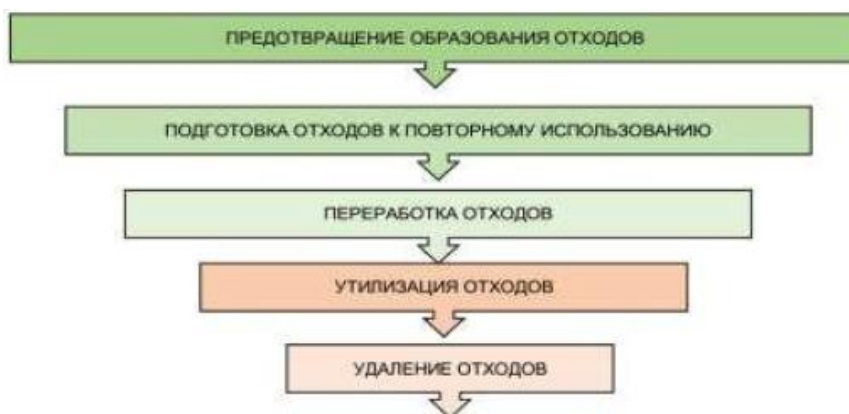 ПРЕДОТВРАЩЕНИЕ ОБРАЗОВАНИЯ ОТХОДОВ
ПОДГОТОВКА ОТХОДОВ К ПОВТОРНОМУ ИСПОЛЬЗОВАНИЮ
ПЕРЕРАБОТКА ОТХОДОВ
УТИЛИЗАЦИЯ ОТХОДОВ
УДАЛЕНИЕ ОТХОДОВ